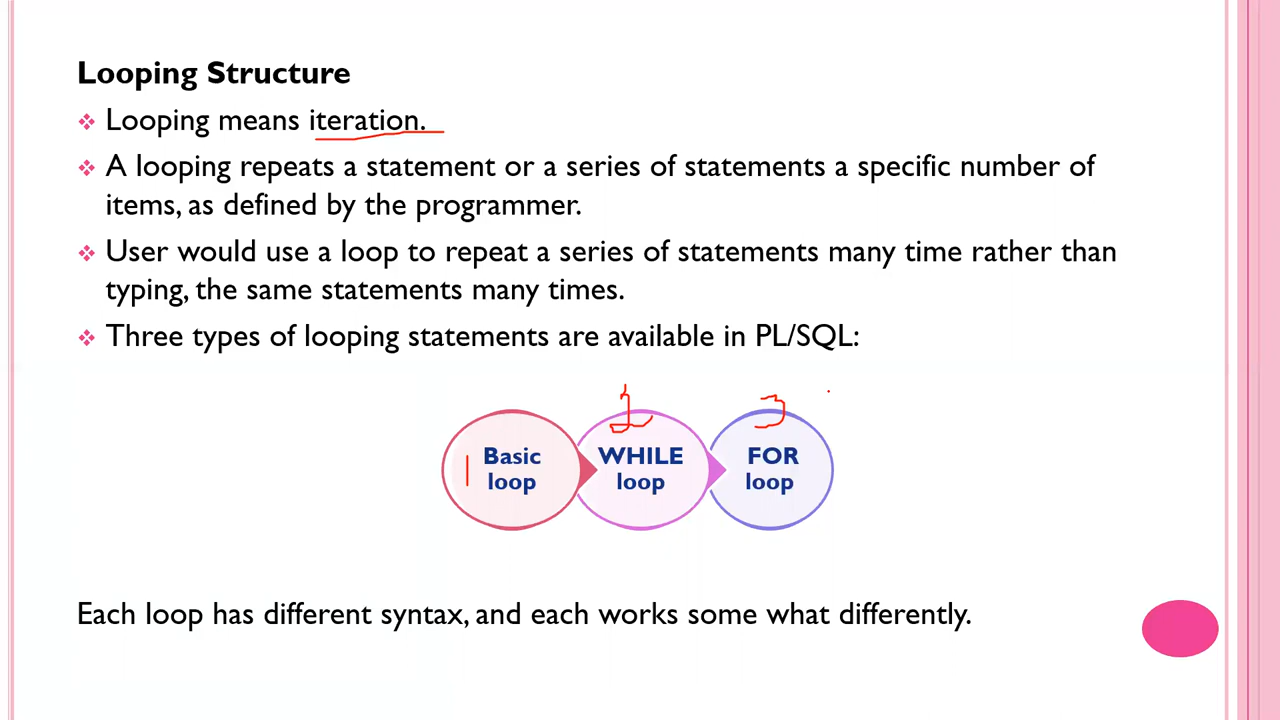 Looping Structure
Looping means iteration.
A looping repeats a statement or a series of statements a specific number of
items, as defined by the programmer.
User would use a loop to repeat a series of statements many time rather than
typing, the same statements many times.
Three types of looping statements are available in PL/SQL:
1 Basic
loop
2
WHILE
loop
3
FOR
loop
Each loop has different syntax, and each works some what differently.